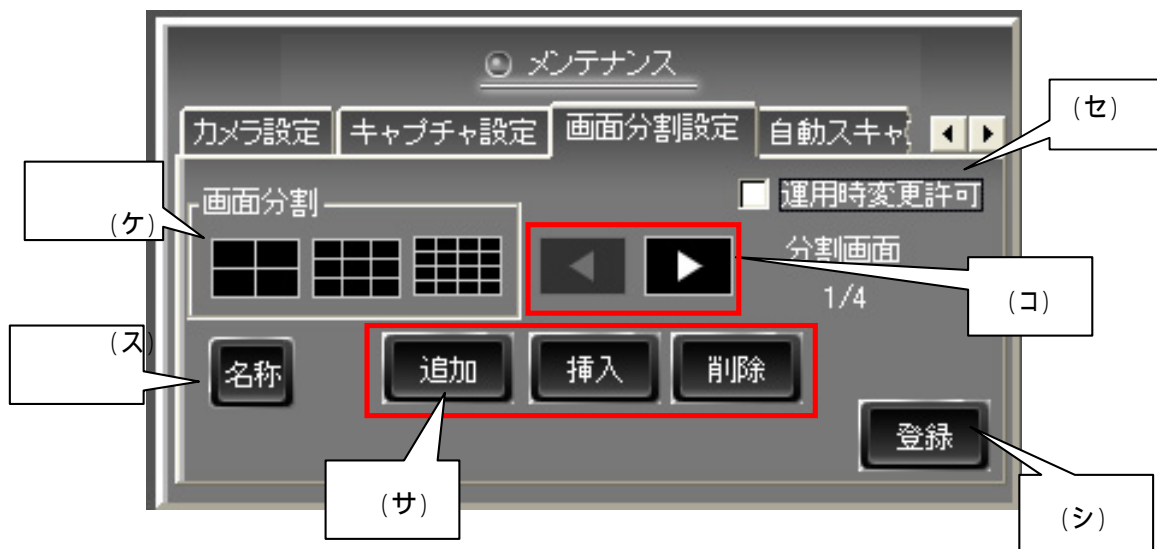 メンテナンス
カメラ設定 キャプチャ設定 画面分割設定 自動スキャ
(セ)
画面分割
運用時変更許可
(ケ)
分割画面
1/4
(コ)
(ス)
名称 追加 挿入 削除
登録
(サ)
(シ)